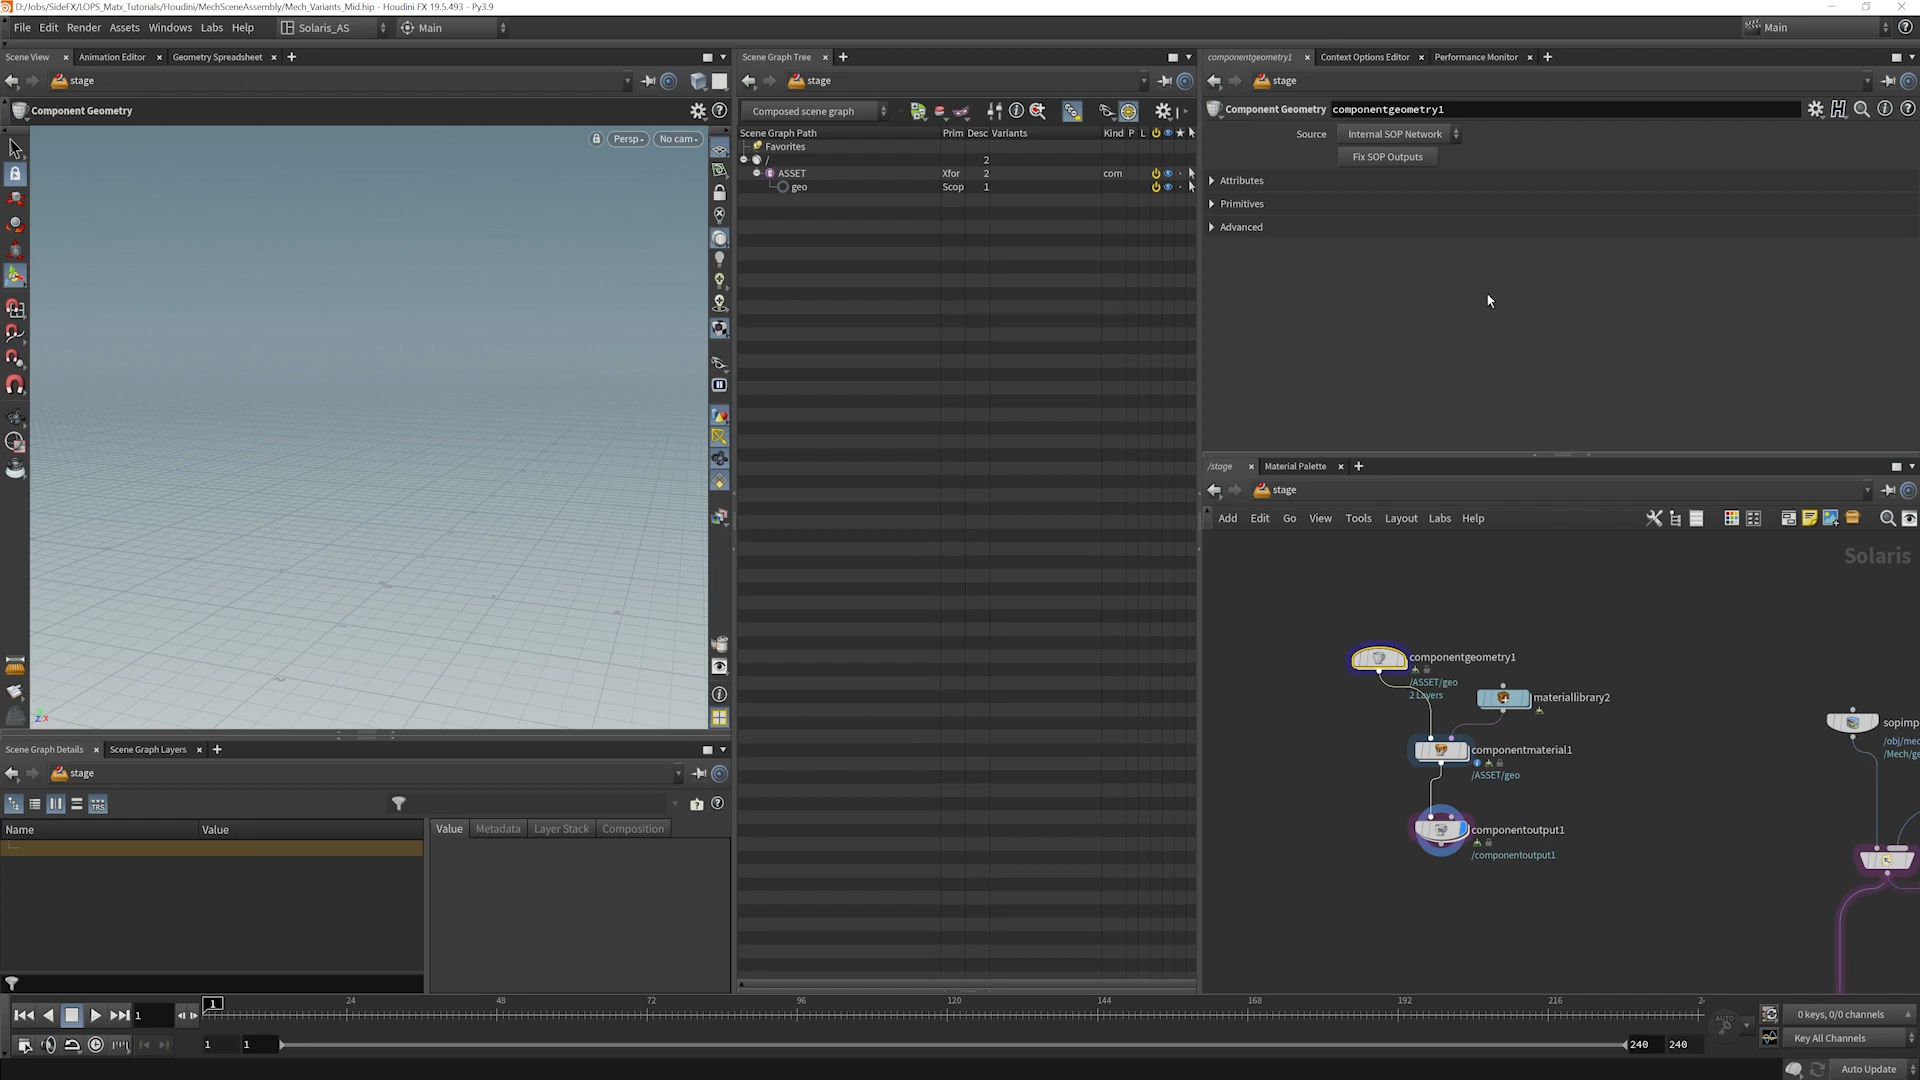 D:/Jobs/SideFX/LOPS_Matx_Tutorials/Houdini/MechSceneAssembly/Mech_Variants_Mid.hip - Houdini FX 19.5.493 - Py3.9
File Edit Render Assets Windows Labs Help Solaris_AS Main Main
Scene View Animation Editor Geometry Spreadsheet
stage
Component Geometry
Persp No cam
Scene Graph Tree
stage
Composed scene graph
Scene Graph Path Prim Desc Variants Kind P L
Favorites
/ 2
ASSET Xfor 2 com
geo Scop 1
componentgeometry1 Context Options Editor Performance Monitor
stage
Component Geometry componentgeometry1
Source Internal SOP Network
Fix SOP Outputs
Attributes
Primitives
Advanced
/stage Material Palette
stage
Add Edit Go View Tools Layout Labs Help
Solaris
componentgeometry1
/ASSET/geo
2 Layers
materiallibrary2
componentmaterial1
/ASSET/geo
componentoutput1
/componentoutput1
sopimp
/obj/mec
/Mech/ge
Scene Graph Details Scene Graph Layers
stage
Name Value
Value Metadata Layer Stack Composition
1 1 24 48 72 96 120 144 168 192 216 2
0 keys, 0/0 channels
1 1 240 240
Key All Channels
Auto Update